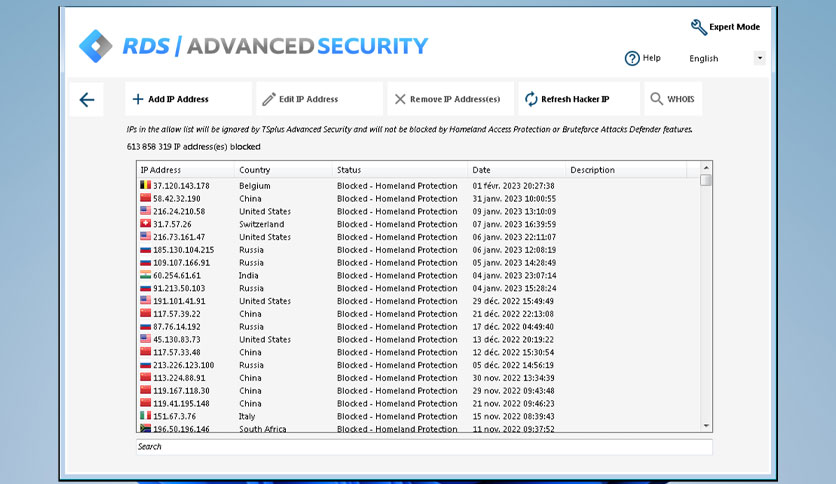 Expert Mode
RDS / ADVANCED SECURITY
Help English
Add IP Address Edit IP Address Remove IP Address(es) Refresh Hacker IP WHOIS
IPs in the allow list will be ignored by TSplus Advanced Security and will not be blocked by Homeland Access Protection or Bruteforce Attacks Defender features.
613 858 319 IP address(es) blocked
IP Address Country Status Date Description
37.120.143.178 Belgium Blocked - Homeland Protection 01 févr. 2023 20:27:38
58.42.32.190 China Blocked - Homeland Protection 31 janv. 2023 10:00:55
216.24.210.58 United States Blocked - Homeland Protection 09 janv. 2023 13:10:09
31.7.57.26 Switzerland Blocked - Homeland Protection 07 janv. 2023 16:39:59
216.73.161.47 United States Blocked - Homeland Protection 06 janv. 2023 22:11:07
185.130.104.215 Russia Blocked - Homeland Protection 06 janv. 2023 12:08:19
109.107.166.91 Russia Blocked - Homeland Protection 05 janv. 2023 14:28:49
60.254.61.61 India Blocked - Homeland Protection 04 janv. 2023 23:07:14
91.213.50.103 Russia Blocked - Homeland Protection 04 janv. 2023 15:28:24
191.101.41.91 United States Blocked - Homeland Protection 29 déc. 2022 15:49:49
117.57.39.22 China Blocked - Homeland Protection 21 déc. 2022 22:13:08
87.76.14.192 Russia Blocked - Homeland Protection 17 déc. 2022 04:49:40
45.130.83.73 United States Blocked - Homeland Protection 13 déc. 2022 20:19:22
117.57.33.48 China Blocked - Homeland Protection 12 déc. 2022 15:30:54
213.226.123.100 Russia Blocked - Homeland Protection 05 déc. 2022 14:56:19
113.224.88.91 China Blocked - Homeland Protection 30 nov. 2022 13:34:39
119.167.118.30 China Blocked - Homeland Protection 29 nov. 2022 09:43:48
119.41.195.148 China Blocked - Homeland Protection 21 nov. 2022 09:46:23
151.67.3.76 Italy Blocked - Homeland Protection 15 nov. 2022 08:39:43
196.50.196.146 South Africa Blocked - Homeland Protection 11 nov. 2022 09:37:52
Search